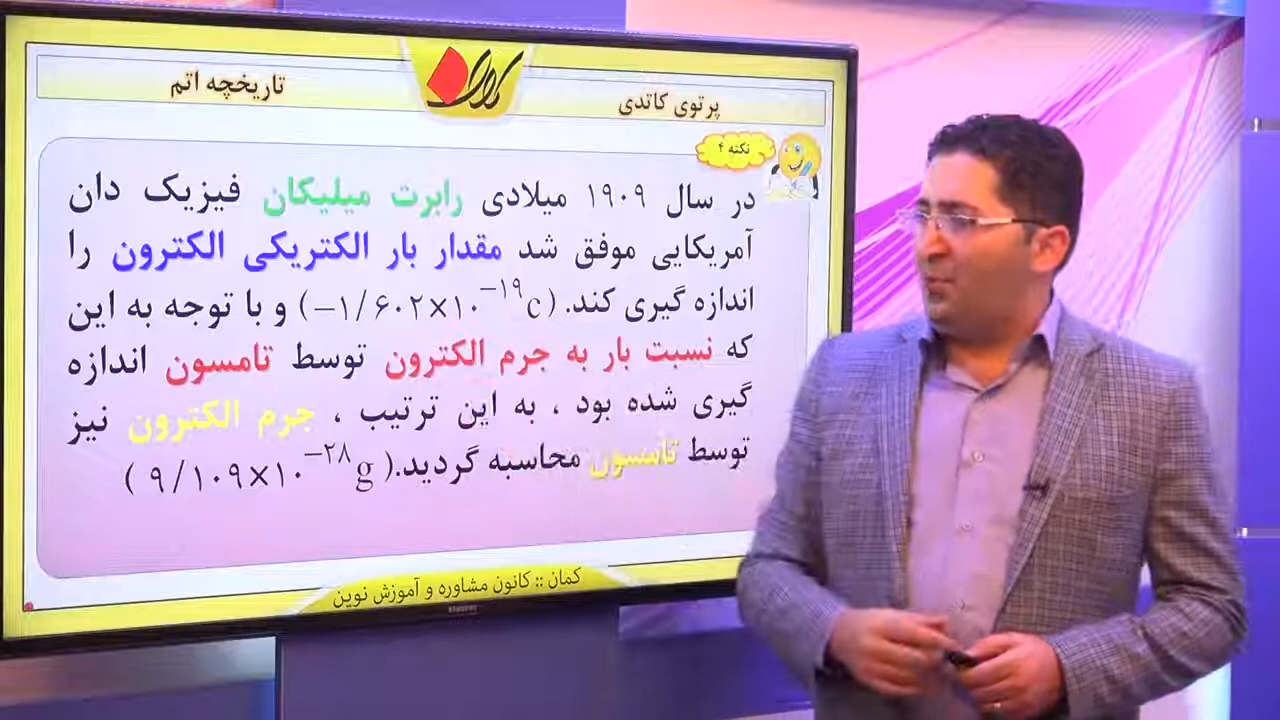 تاریخچه اتم
پرتوی کاتدی
نکته ۴
در سال ۱۹۰۹ میلادی رابرت میلیکان فیزیک دان
آمریکایی موفق شد مقدار بار الکتریکی الکترون را
اندازه گیری کند. (−۱/۶۰۲×۱۰⁻¹⁹c) و با توجه به این
که نسبت بار به جرم الکترون توسط تامسون اندازه
گیری شده بود ، به این ترتیب ، جرم الکترون نیز
توسط تامسون محاسبه گردید.(۹/۱۰۹×۱۰⁻²⁸g)
کمان :: کانون مشاوره و آموزش نوین
SAMSUNG